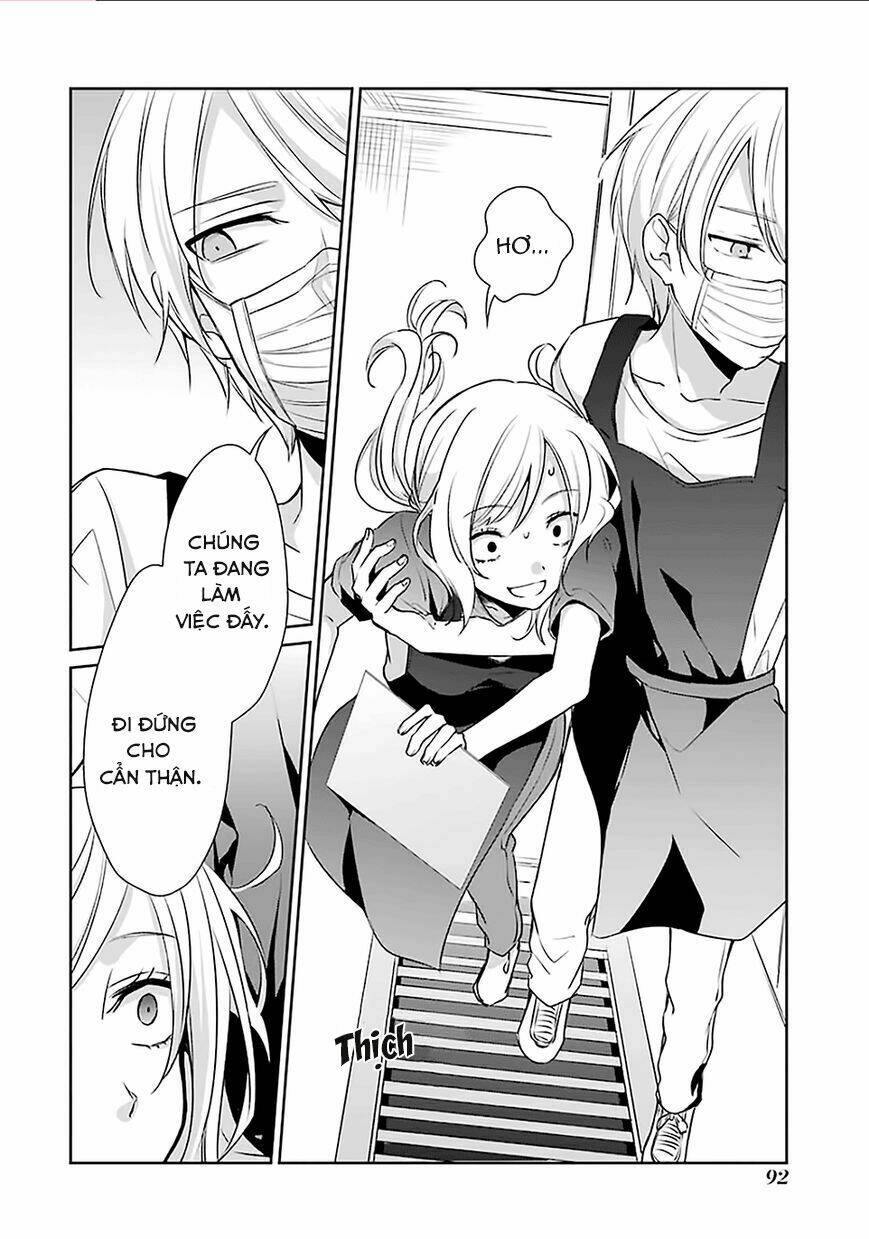 HƠ...
Thịch
CHÚNG
TA ĐANG
LÀM
VIỆC ĐẤY.
ĐI ĐỨNG
CHO
CẨN THẬN.
92